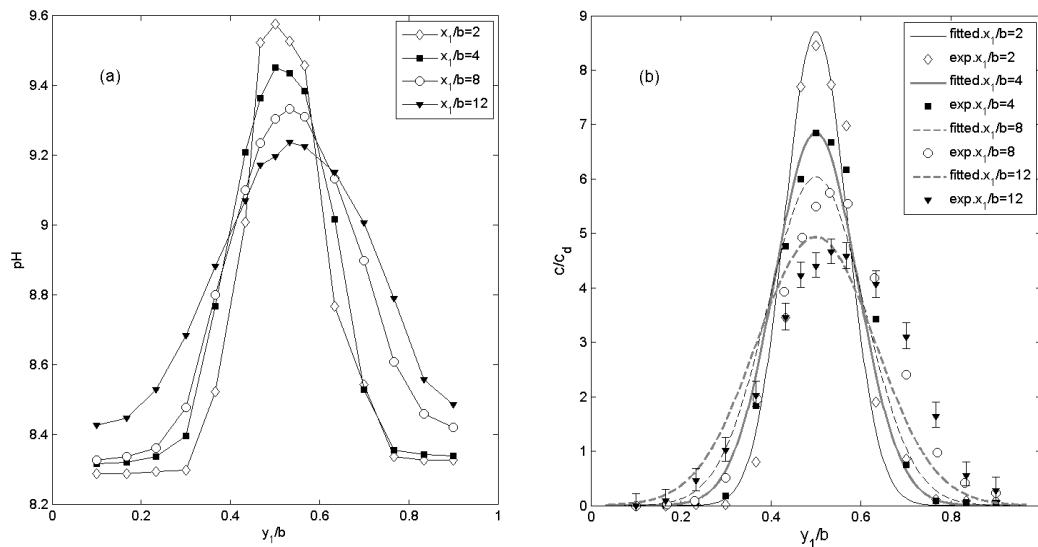 9.6
9.4
9.2
9
8.8
8.6
8.4
8.2
pH
(a)
x1/b=2
x1/b=4
x1/b=8
x1/b=12
0 0.2 0.4 0.6 0.8 1
y1/b
9
8
7
6
5
4
3
2
1
0
c/cd
(b)
fitted.x1/b=2
exp.x1/b=2
fitted.x1/b=4
exp.x1/b=4
fitted.x1/b=8
exp.x1/b=8
fitted.x1/b=12
exp.x1/b=12
0 0.2 0.4 0.6 0.8 1
y1/b